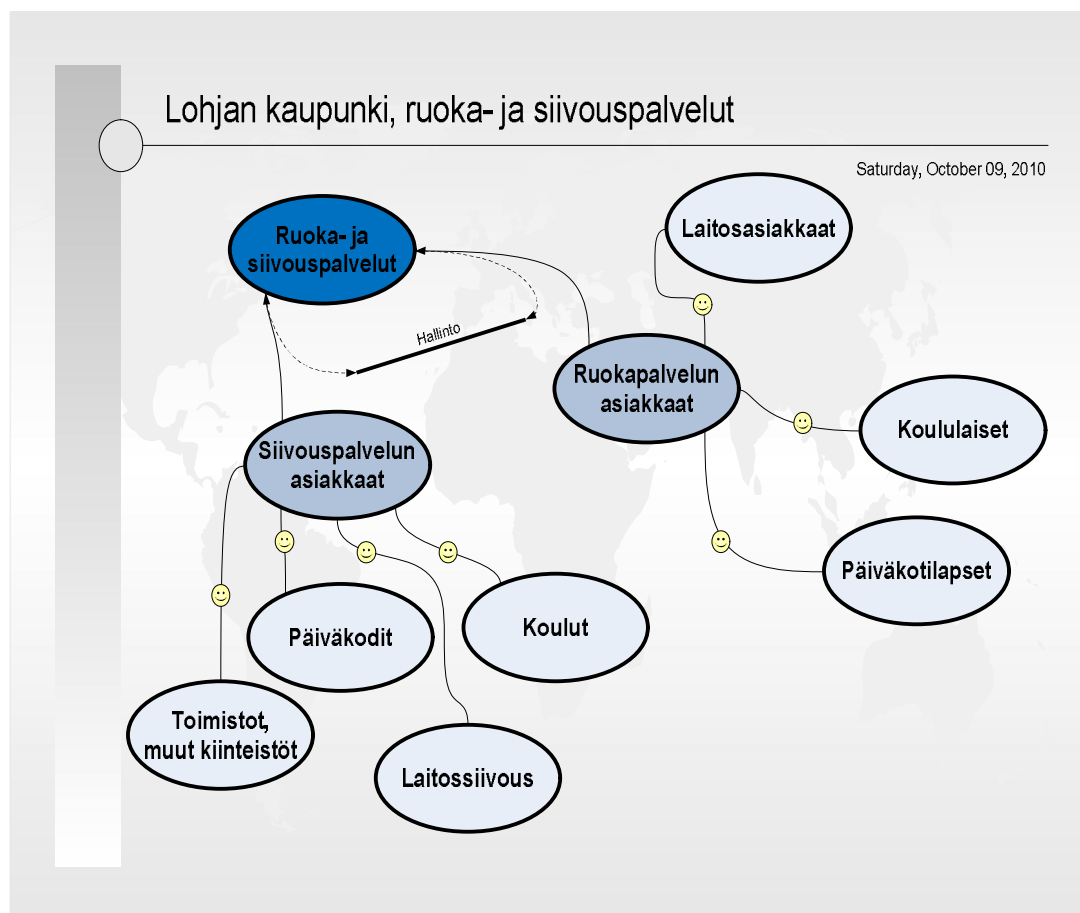 Lohjan kaupunki, ruoka- ja siivouspalvelut
Saturday, October 09, 2010
Ruoka- ja
siivouspalvelut
Laitosasiakkaat
Hallinto
Ruokapalvelun
asiakkaat
Koululaiset
Siivouspalvelun
asiakkaat
Päiväkotilapset
Päiväkodit
Koulut
Toimistot,
muut kiinteistöt
Laitossiivous